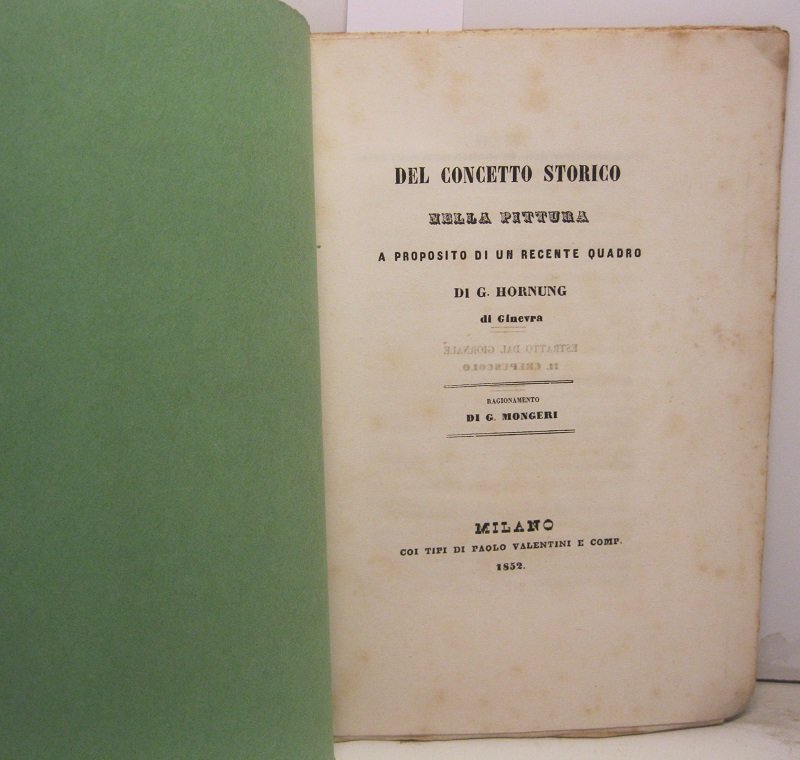 DEL CONCETTO STORICO
NELLA PITTURA
A PROPOSITO DI UN RECENTE QUADRO
DI G. HORNUNG
di Ginevra
ESTRATTO DAL GIORNALE
IL CREPUSCOLO
RAGIONAMENTO
DI G. MONGERI
MILANO
COI TIPI DI PAOLO VALENTINI E COMP.
1852.